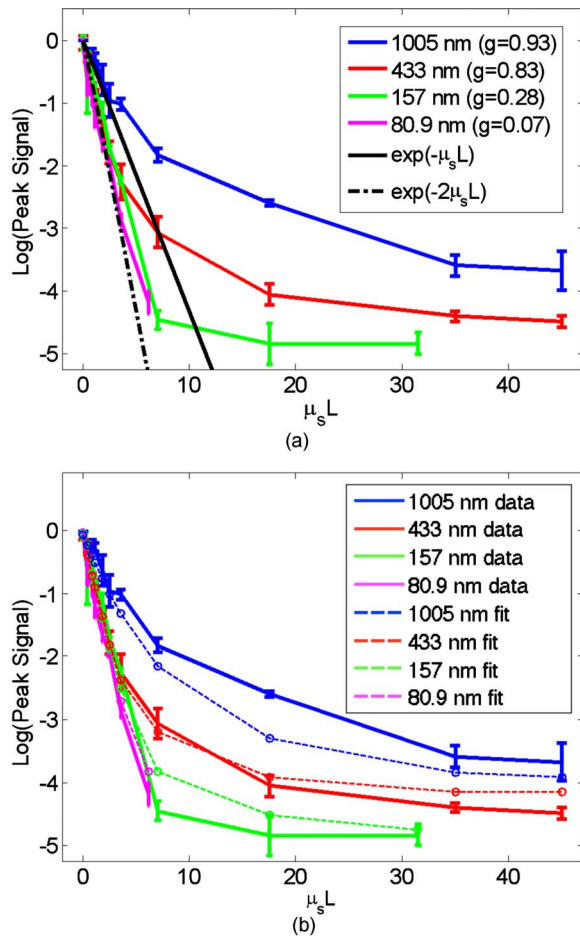 0
-1
-2
-3
-4
-5
Log(Peak Signal)
1005 nm (g=0.93)
433 nm (g=0.83)
157 nm (g=0.28)
80.9 nm (g=0.07)
exp(-μsL)
exp(-2μsL)
0 10 20 30 40
μsL
(a)
0
-1
-2
-3
-4
-5
Log(Peak Signal)
1005 nm data
433 nm data
157 nm data
80.9 nm data
1005 nm fit
433 nm fit
157 nm fit
80.9 nm fit
0 10 20 30 40
μsL
(b)